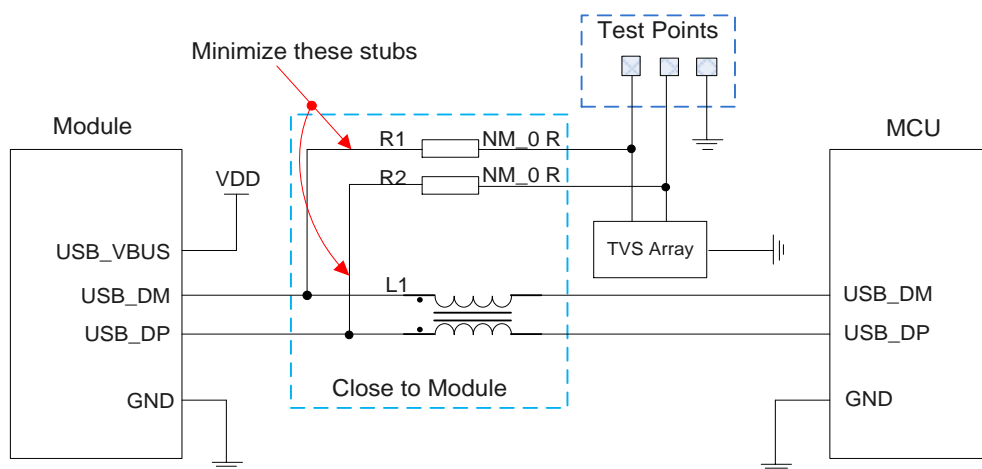 Test Points
Minimize these stubs
Module
MCU
R1
NM_0 R
VDD
R2
NM_0 R
USB_VBUS
TVS Array
USB_DM
L1
USB_DM
USB_DP
USB_DP
Close to Module
GND
GND